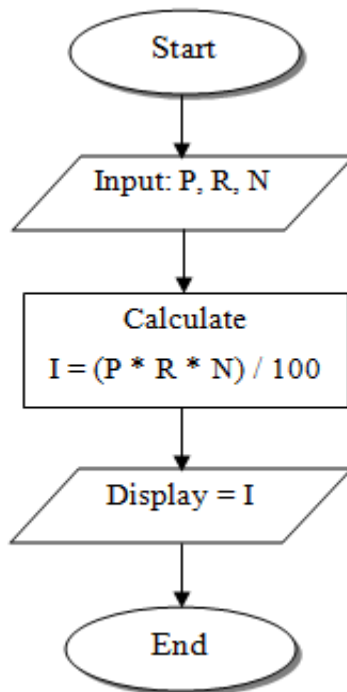 Start
Input: P, R, N
Calculate
I = (P * R * N) / 100
Display = I
End